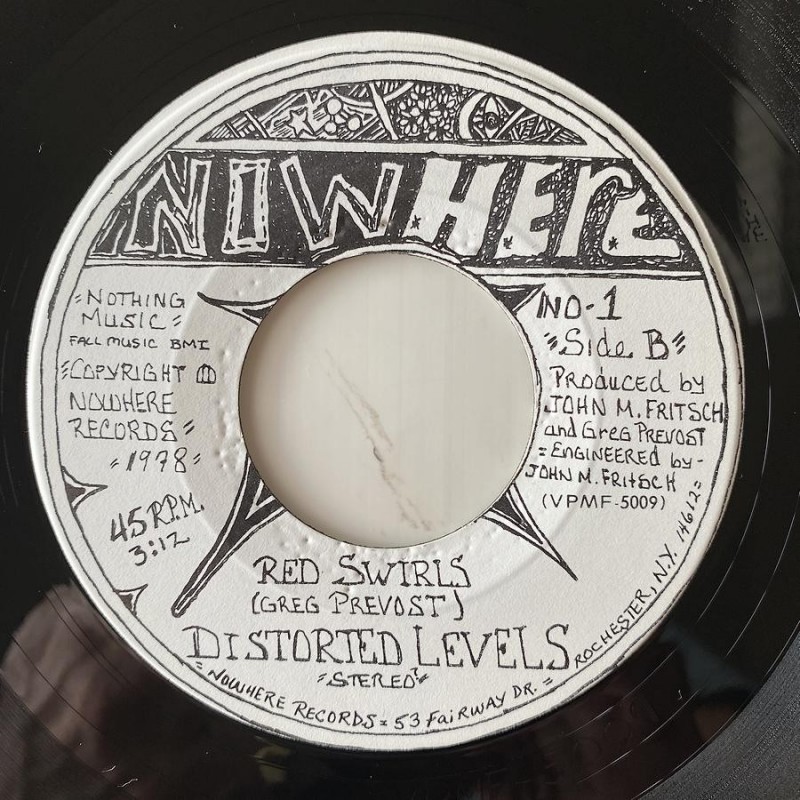 NOWHERE
"NOTHING
MUSIC"
FALL MUSIC BMI
"COPYRIGHT
NOWHERE
RECORDS"
"1978"
45 R.P.M.
3:12
NO-1
"Side B"
Produced by
JOHN M. FRITSCH
and GREG PREVOST
=ENGINEERED by-
JOHN M. FRITSCH
(VPMF-5009)
RED SWIRLS
(GREG PREVOST)
DISTORTED LEVELS
"STEREO"
=NOWHERE RECORDS= 53 FAIRWAY DR. = ROCHESTER, N.Y. 14612=